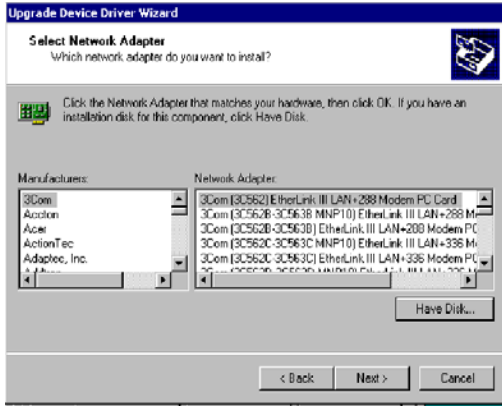 Upgrade Device Driver Wizard
Select Network Adapter
Which network adapter do you want to install?
Click the Network Adapter that matches your hardware, then click OK. If you have an
installation disk for this component, click Have Disk.
Manufacturers:
Network Adapter:
3Com
Accton
Acer
ActionTec
Adaptec, Inc.
3Com (3C562) EtherLink III LAN+288 Modem PC Card
3Com (3C562B-3C563B MNP10) EtherLink III LAN+288 M
3Com (3C562B-3C563B) EtherLink III LAN+288 Modem PC
3Com (3C562C-3C563C MNP10) EtherLink III LAN+336 M
3Com (3C562C-3C563C) EtherLink III LAN+336 Modem PC
Have Disk...
< Back
Next >
Cancel